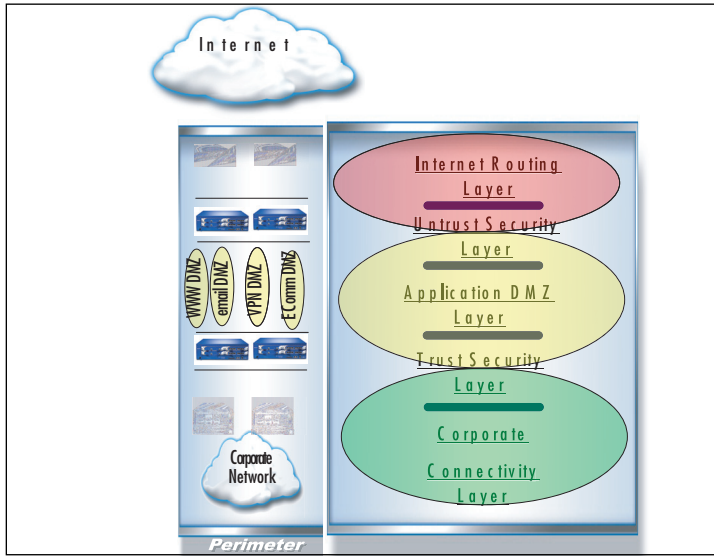 Internet
WWW DMZ
email DMZ
VPN DMZ
E Comm DMZ
Corporate
Network
Perimeter
Internet Routing
Layer
Untrust Security
Layer
Application DMZ
Layer
Trust Security
Layer
Corporate
Connectivity
Layer